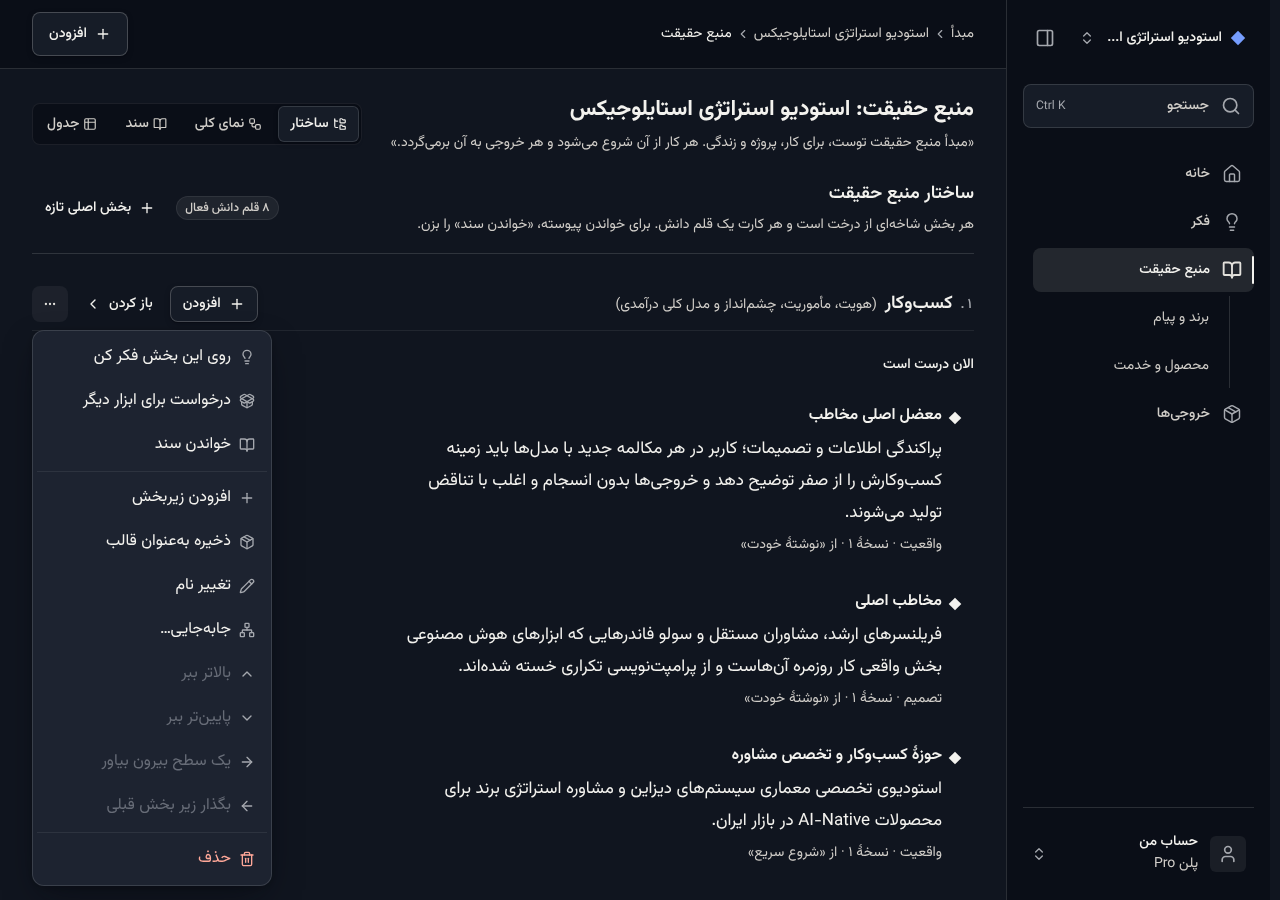 استودیو استراتژی ا...
جستجو
Ctrl K
خانه
فکر
منبع حقیقت
برند و پیام
محصول و خدمت
خروجی‌ها
حساب من
پلن Pro
مبدأ › استودیو استراتژی استایلوجیکس › منبع حقیقت
افزودن
منبع حقیقت: استودیو استراتژی استایلوجیکس
«مبدأ منبع حقیقت توست، برای کار، پروژه و زندگی. هر کار از آن شروع می‌شود و هر خروجی به آن برمی‌گردد.»
ساختار
نمای کلی
سند
جدول
ساختار منبع حقیقت
هر بخش شاخه‌ای از درخت است و هر کارت یک قلم دانش. برای خواندن پیوسته، «خواندن سند» را بزن.
۸ قلم دانش فعال
بخش اصلی تازه
۱. کسب‌وکار (هویت، مأموریت، چشم‌انداز و مدل کلی درآمدی)
افزودن
باز کردن
الان درست است
معضل اصلی مخاطب
پراکندگی اطلاعات و تصمیمات؛ کاربر در هر مکالمه جدید با مدل‌ها باید زمینه
کسب‌وکارش را از صفر توضیح دهد و خروجی‌ها بدون انسجام و اغلب با تناقض
تولید می‌شوند.
واقعیت · نسخهٔ ۱ · از «نوشتهٔ خودت»
مخاطب اصلی
فریلنسرهای ارشد، مشاوران مستقل و سولو فاندرهایی که ابزارهای هوش مصنوعی
بخش واقعی کار روزمره آن‌هاست و از پرامپت‌نویسی تکراری خسته شده‌اند.
تصمیم · نسخهٔ ۱ · از «نوشتهٔ خودت»
حوزهٔ کسب‌وکار و تخصص مشاوره
استودیوی تخصصی معماری سیستم‌های دیزاین و مشاوره استراتژی برند برای
محصولات AI-Native در بازار ایران.
واقعیت · نسخهٔ ۱ · از «شروع سریع»
روی این بخش فکر کن
درخواست برای ابزار دیگر
خواندن سند
افزودن زیربخش
ذخیره به‌عنوان قالب
تغییر نام
جابه‌جایی...
بالاتر ببر
پایین‌تر ببر
یک سطح بیرون بیاور
بگذار زیر بخش قبلی
حذف